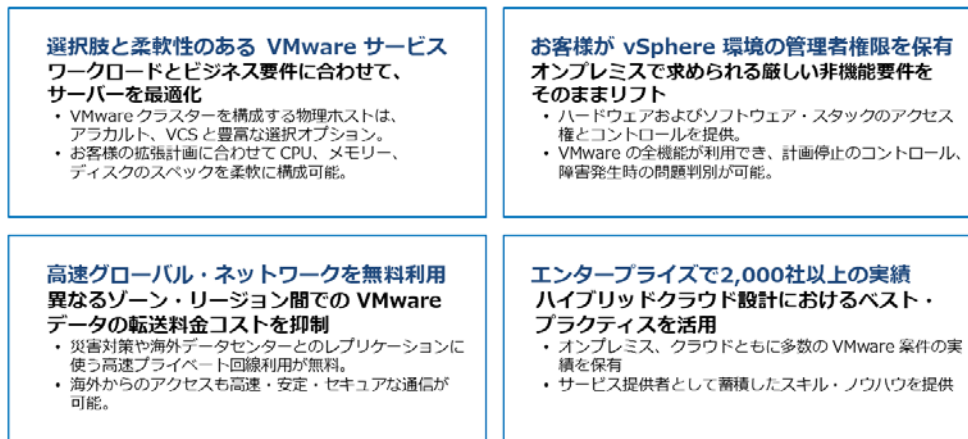 選択肢と柔軟性のある VMware サービス
ワークロードとビジネス要件に合わせて、
サーバーを最適化
• VMware クラスターを構成する物理ホストは、
アラカルト、VCS と豊富な選択オプション。
• お客様の拡張計画に合わせて CPU、メモリー、
ディスクのスペックを柔軟に構成可能。
お客様が vSphere 環境の管理者権限を保有
オンプレミスで求められる厳しい非機能要件を
そのままリフト
• ハードウェアおよびソフトウェア・スタックのアクセス
権とコントロールを提供。
• VMware の全機能が利用でき、計画停止のコントロール、
障害発生時の問題判別が可能。
高速グローバル・ネットワークを無料利用
異なるゾーン・リージョン間での VMware
データの転送料金コストを抑制
• 災害対策や海外データセンターとのレプリケーションに
使う高速プライベート回線利用が無料。
• 海外からのアクセスも高速・安定・セキュアな通信が
可能。
エンタープライズで2,000社以上の実績
ハイブリッドクラウド設計におけるベスト・
プラクティスを活用
• オンプレミス、クラウドともに多数の VMware 案件の実
績を保有
• サービス提供者として蓄積したスキル・ノウハウを提供